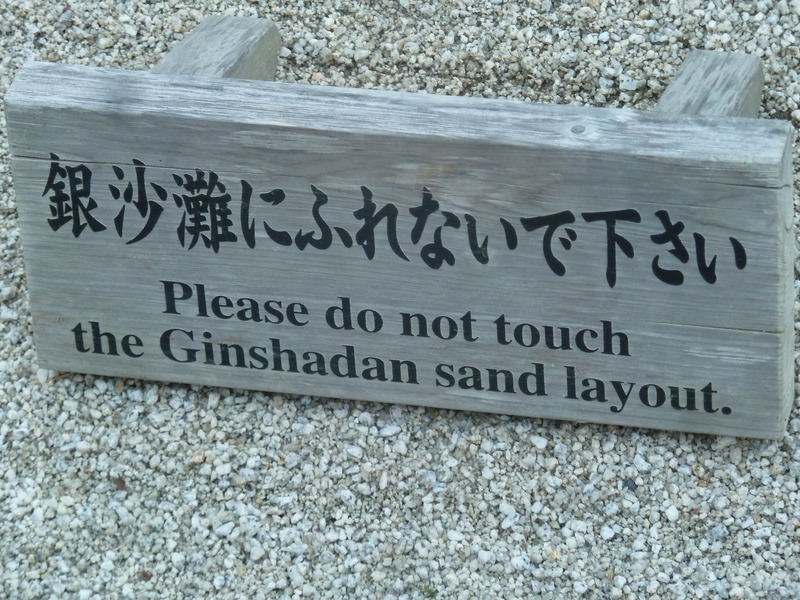 銀沙灘にふれないで下さい
Please do not touch
the Ginshadan sand layout.